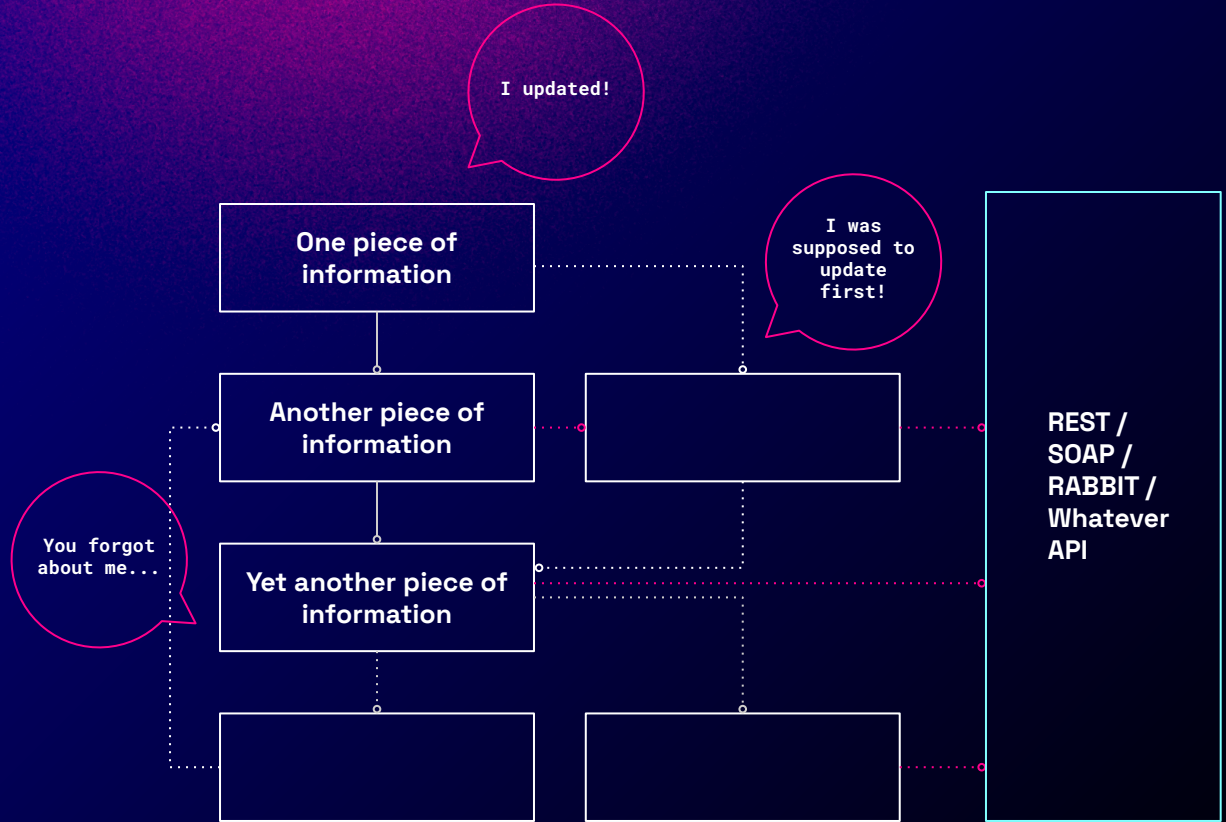 I updated!
I was
supposed to
update
first!
One piece of
information
Another piece of
information
REST /
SOAP /
RABBIT /
Whatever
API
You forgot
about me...
Yet another piece of
information